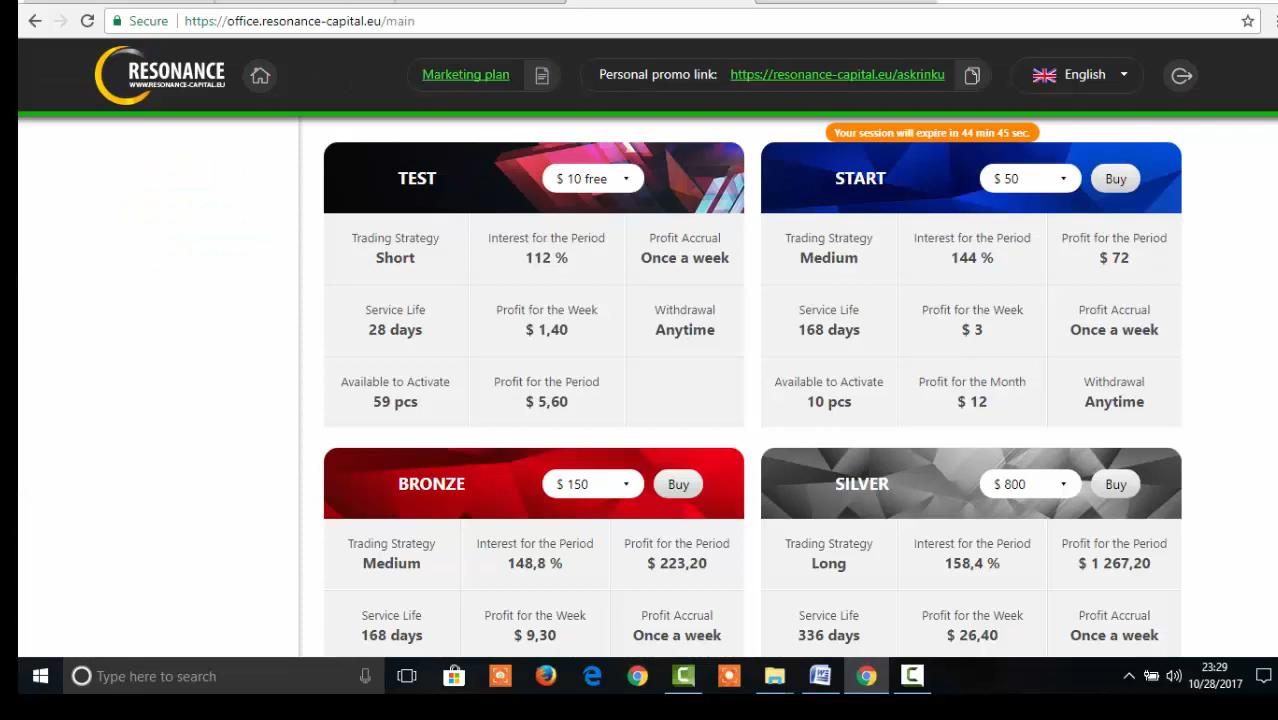 Secure
https://office.resonance-capital.eu/main
RESONANCE
WWW.RESONANCE-CAPITAL.EU
Marketing plan
Personal promo link: https://resonance-capital.eu/askrinku
English
Your session will expire in 44 min 45 sec.
TEST
$ 10 free
Trading Strategy
Short
Interest for the Period
112 %
Profit Accrual
Once a week
Service Life
28 days
Profit for the Week
$ 1,40
Withdrawal
Anytime
Available to Activate
59 pcs
Profit for the Period
$ 5,60
START
$ 50
Buy
Trading Strategy
Medium
Interest for the Period
144 %
Profit for the Period
$ 72
Service Life
168 days
Profit for the Week
$ 3
Profit Accrual
Once a week
Available to Activate
10 pcs
Profit for the Month
$ 12
Withdrawal
Anytime
BRONZE
$ 150
Buy
Trading Strategy
Medium
Interest for the Period
148,8 %
Profit for the Period
$ 223,20
Service Life
168 days
Profit for the Week
$ 9,30
Profit Accrual
Once a week
SILVER
$ 800
Buy
Trading Strategy
Long
Interest for the Period
158,4 %
Profit for the Period
$ 1 267,20
Service Life
336 days
Profit for the Week
$ 26,40
Profit Accrual
Once a week
Type here to search
23:29
10/28/2017